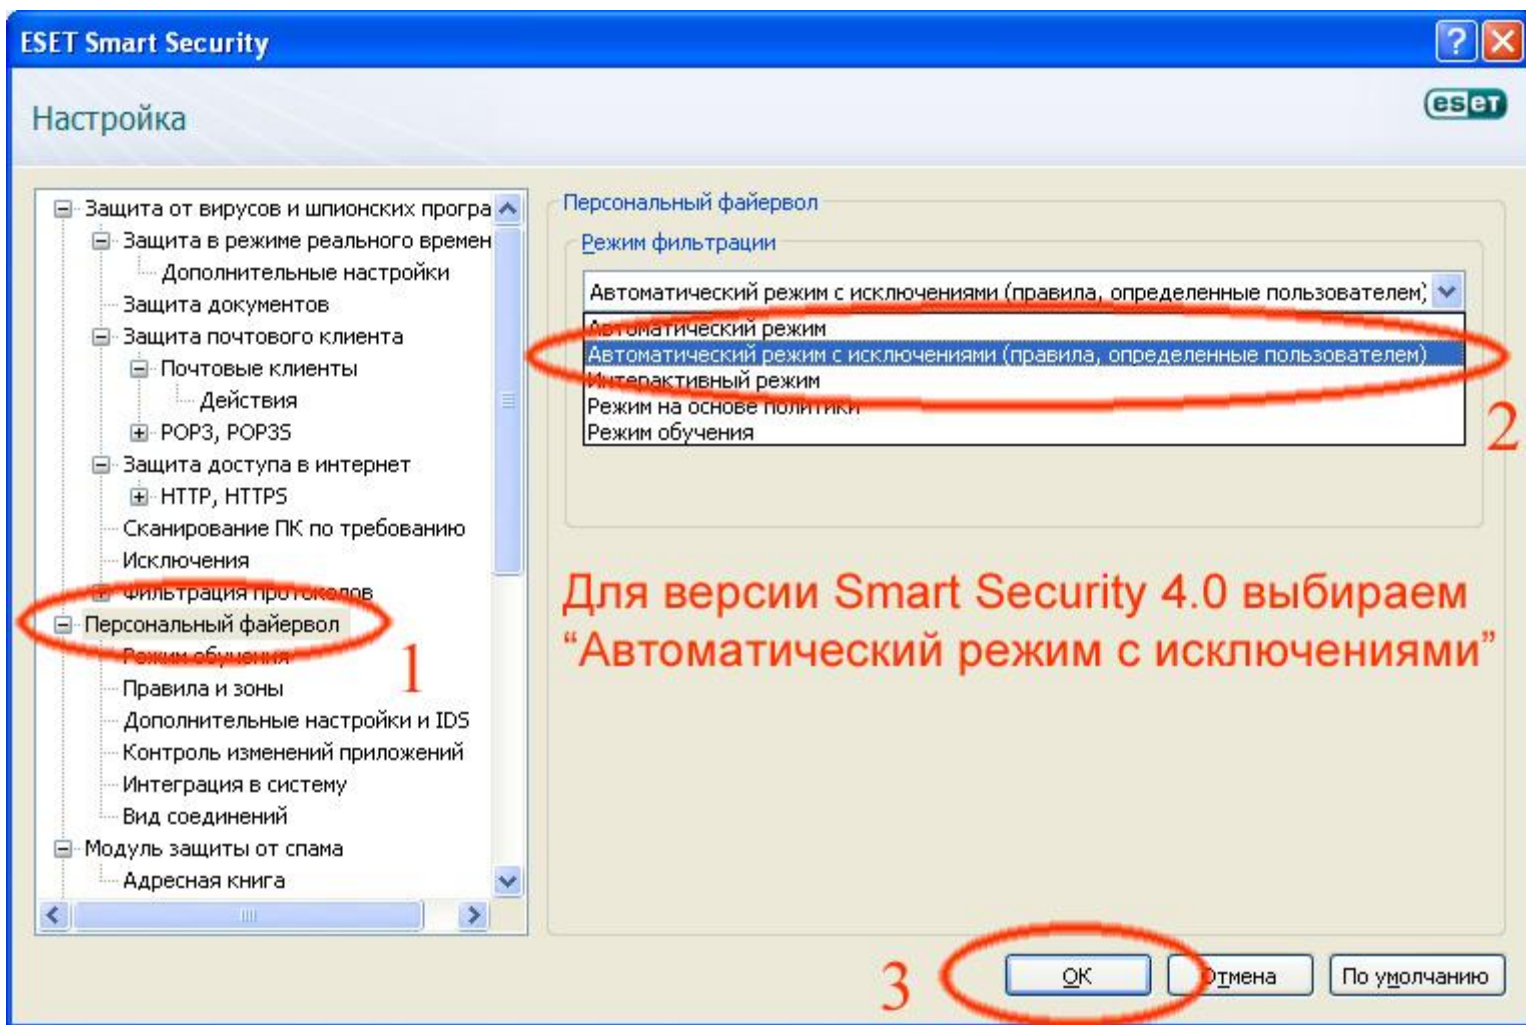 ESET Smart Security
Настройка
eset
Защита от вирусов и шпионских програ
Защита в режиме реального времен
Дополнительные настройки
Защита документов
Защита почтового клиента
Почтовые клиенты
Действия
POP3, POP3S
Защита доступа в интернет
HTTP, HTTPS
Сканирование ПК по требованию
Исключения
Фильтрация протоколов
Персональный файервол
Режим обучения
Правила и зоны
Дополнительные настройки и IDS
Контроль изменений приложений
Интеграция в систему
Вид соединений
Модуль защиты от спама
Адресная книга
1
Персональный файервол
Режим фильтрации
Автоматический режим с исключениями (правила, определенные пользователем)
Автоматический режим
Автоматический режим с исключениями (правила, определенные пользователем)
Интерактивный режим
Режим на основе политики
Режим обучения
2
Для версии Smart Security 4.0 выбираем
“Автоматический режим с исключениями”
3
OK
Отмена
По умолчанию